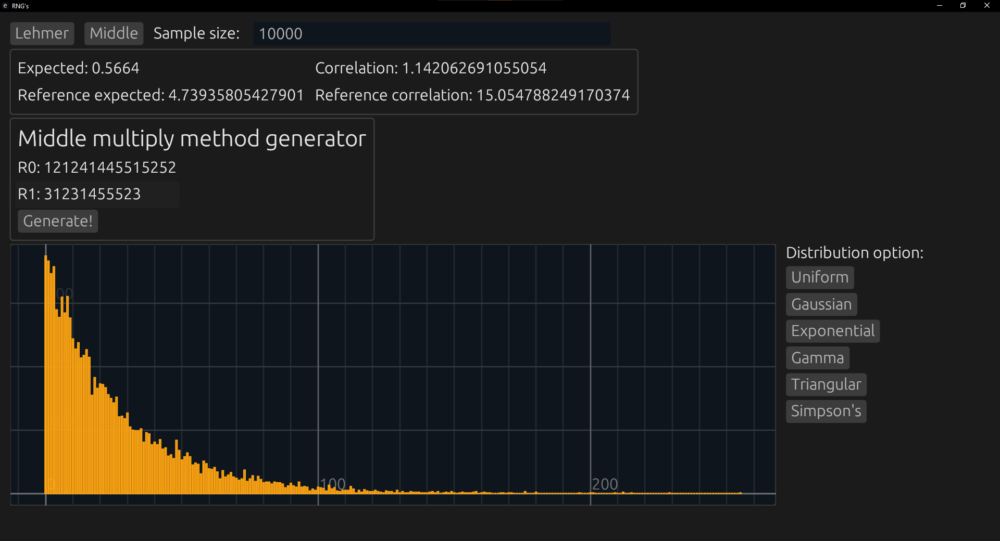 e RNG's
Lehmer Middle Sample size: 10000
Expected: 0.5664 Correlation: 1.142062691055054
Reference expected: 4.73935805427901 Reference correlation: 15.054788249170374
Middle multiply method generator
R0: 121241445515252
R1: 31231455523
Generate!
Distribution option:
Uniform
Gaussian
Exponential
Gamma
Triangular
Simpson's
0 100 200